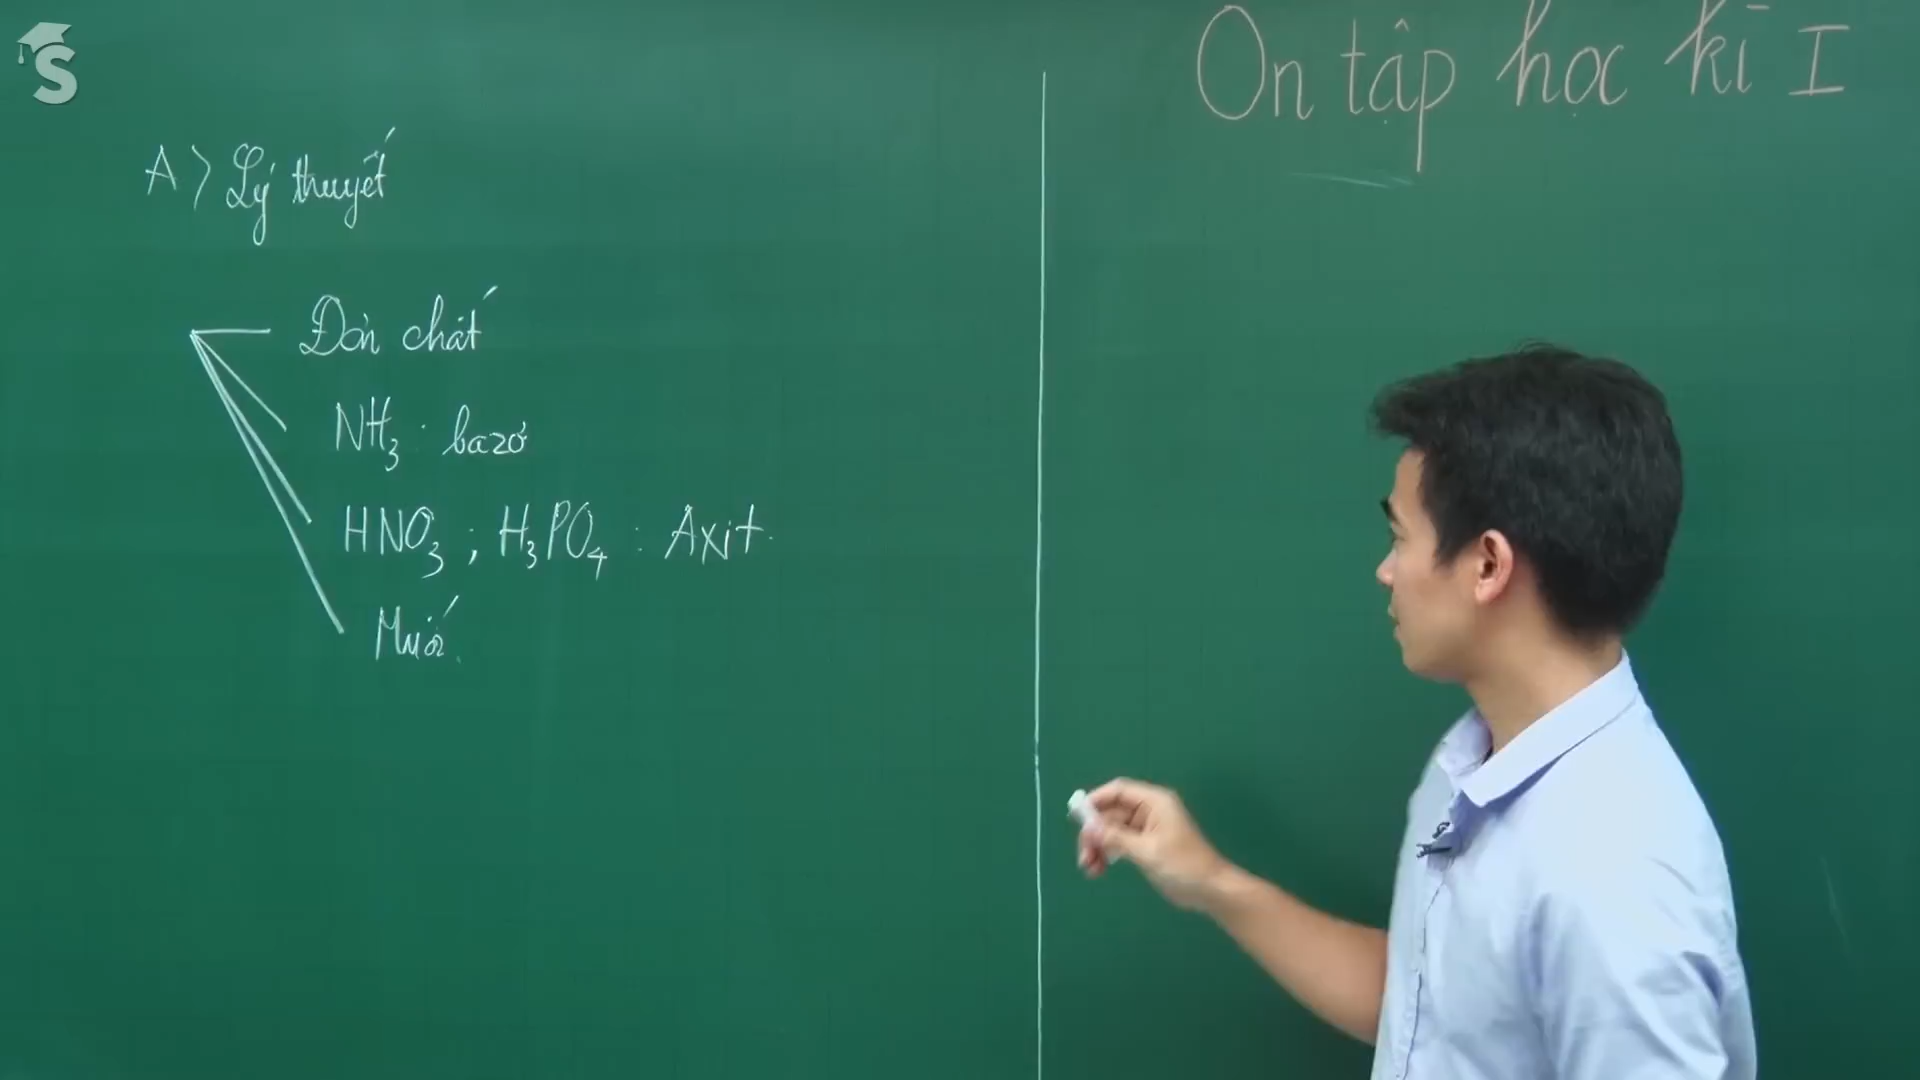 Ôn tập học kì I
A> Lý thuyết
Đơn chất
NH₃ : bazơ
HNO₃ ; H₃PO₄ : Axit.
Muối
S